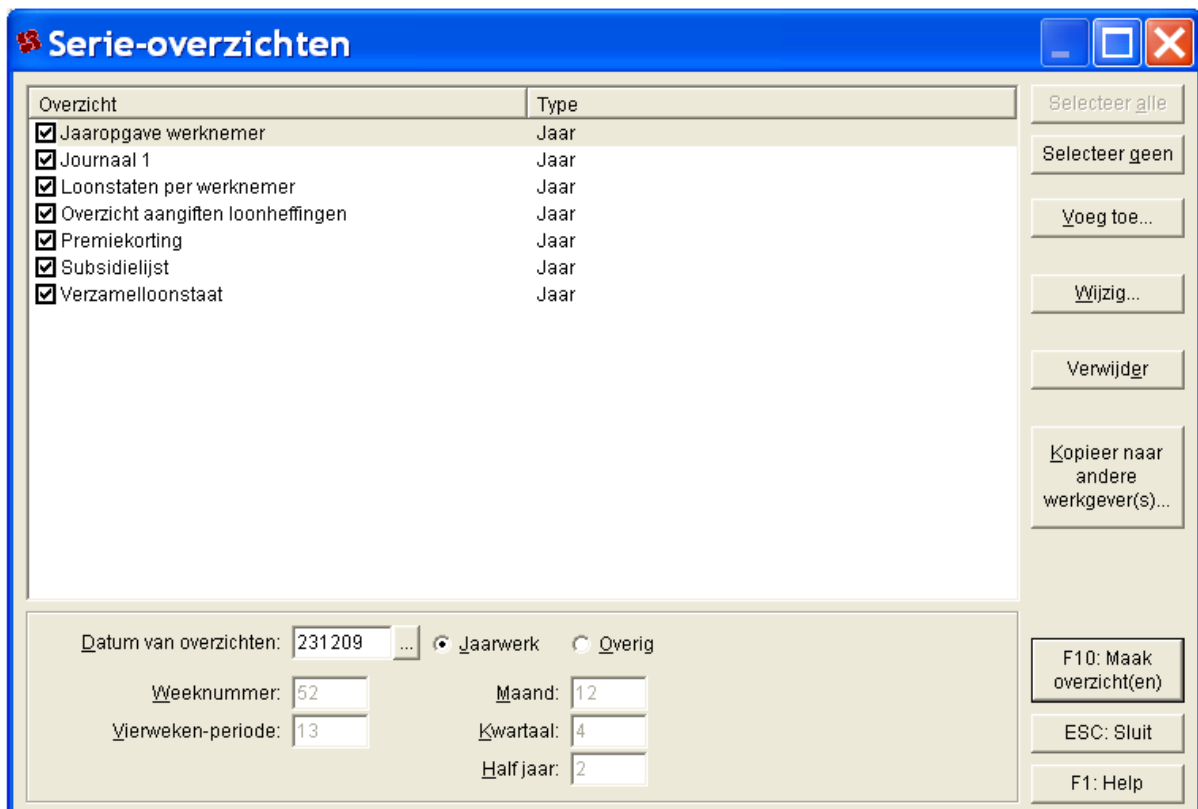 Serie-overzichten
Overzicht Type
Jaaropgave werknemer Jaar
Journaal 1 Jaar
Loonstaten per werknemer Jaar
Overzicht aangiften loonheffingen Jaar
Premiekorting Jaar
Subsidielijst Jaar
Verzamelloonstaat Jaar
Selecteer alle
Selecteer geen
Voeg toe...
Wijzig...
Verwijder
Kopieer naar
andere
werkgever(s)...
Datum van overzichten: 231209 ... Jaarwerk Overig
Weeknummer: 52 Maand: 12
Vierweken-periode: 13 Kwartaal: 4
Half jaar: 2
F10: Maak
overzicht(en)
ESC: Sluit
F1: Help